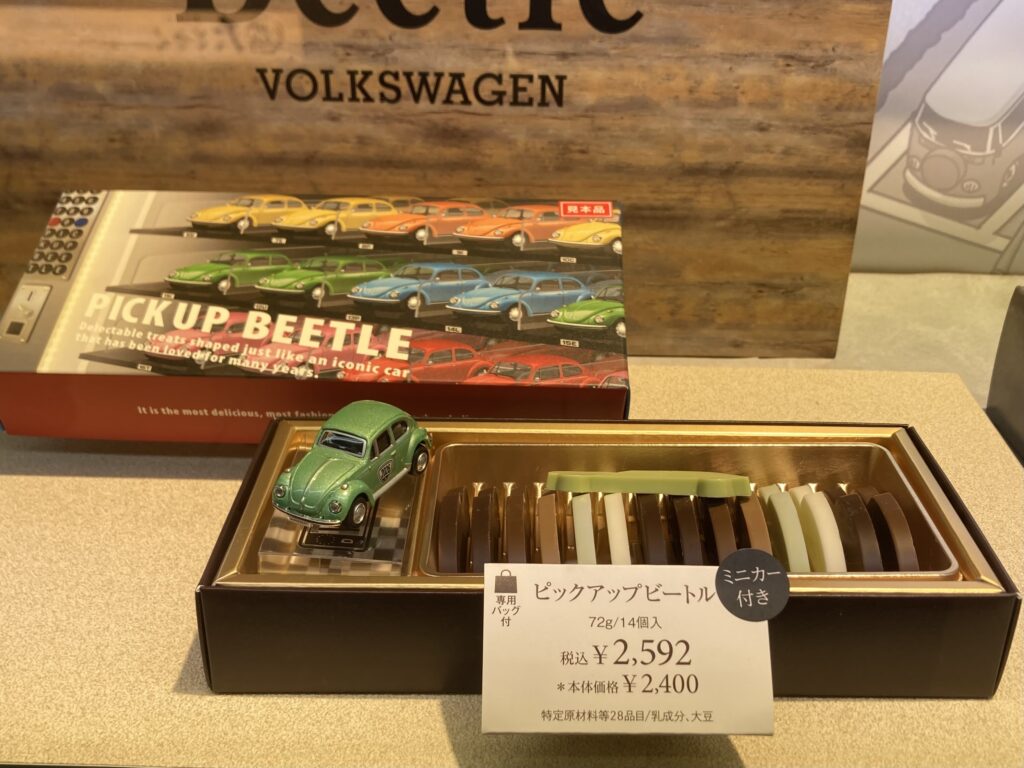 Beetle
VOLKSWAGEN
見本品
PICKUP BEETLE
Delectable treats shaped just like an iconic car
that has been loved for many years.
It is the most delicious, most
専用
バッグ
付
ピックアップビートル
ミニカー
付き
72g/14個入
税込 ¥2,592
*本体価格 ¥2,400
特定原材料等28品目/乳成分、大豆